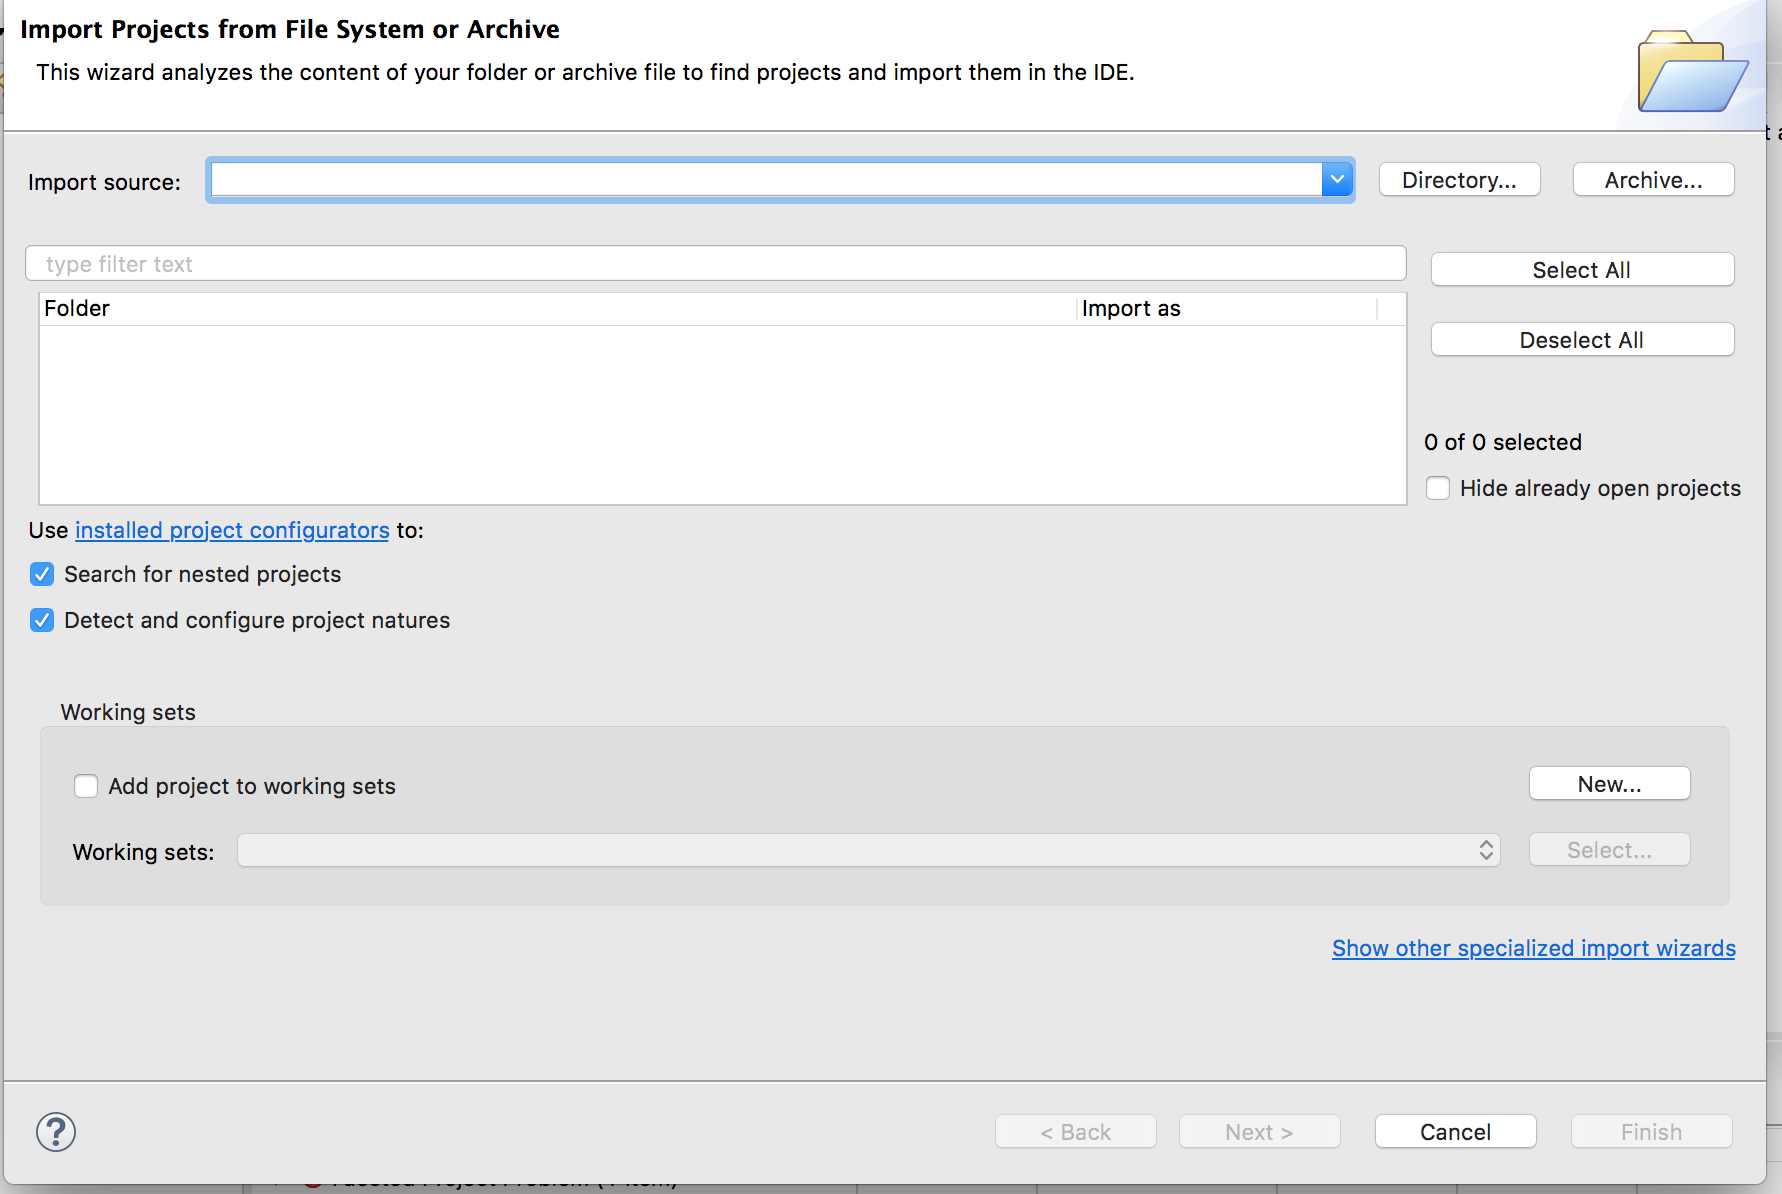 Import Projects from File System or Archive
This wizard analyzes the content of your folder or archive file to find projects and import them in the IDE.
Import source:
Directory...
Archive...
type filter text
Select All
Folder
Import as
Deselect All
0 of 0 selected
Hide already open projects
Use installed project configurators to:
Search for nested projects
Detect and configure project natures
Working sets
Add project to working sets
New...
Working sets:
Select...
Show other specialized import wizards
?
< Back
Next >
Cancel
Finish